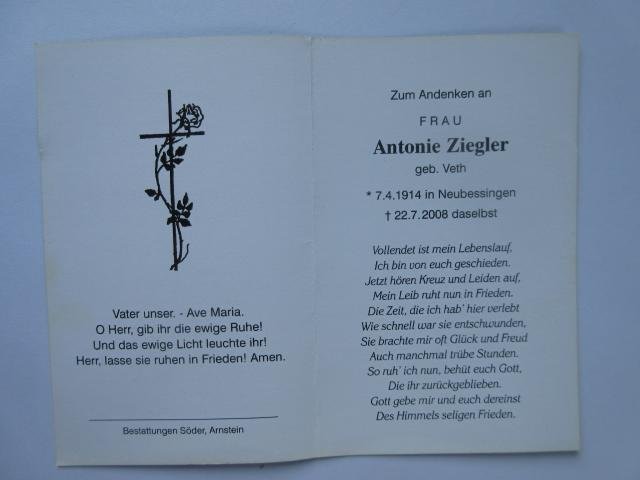 Vater unser. - Ave Maria.
O Herr, gib ihr die ewige Ruhe!
Und das ewige Licht leuchte ihr!
Herr, lasse sie ruhen in Frieden! Amen.
Bestattungen Söder, Arnstein
Zum Andenken an
FRAU
Antonie Ziegler
geb. Veth
* 7.4.1914 in Neubessingen
† 22.7.2008 daselbst
Vollendet ist mein Lebenslauf,
Ich bin von euch geschieden.
Jetzt hören Kreuz und Leiden auf,
Mein Leib ruht nun in Frieden.
Die Zeit, die ich hab' hier verlebt
Wie schnell war sie entschwunden,
Sie brachte mir oft Glück und Freud
Auch manchmal trübe Stunden.
So ruh' ich nun, behüt euch Gott,
Die ihr zurückgeblieben.
Gott gebe mir und euch dereinst
Des Himmels seligen Frieden.